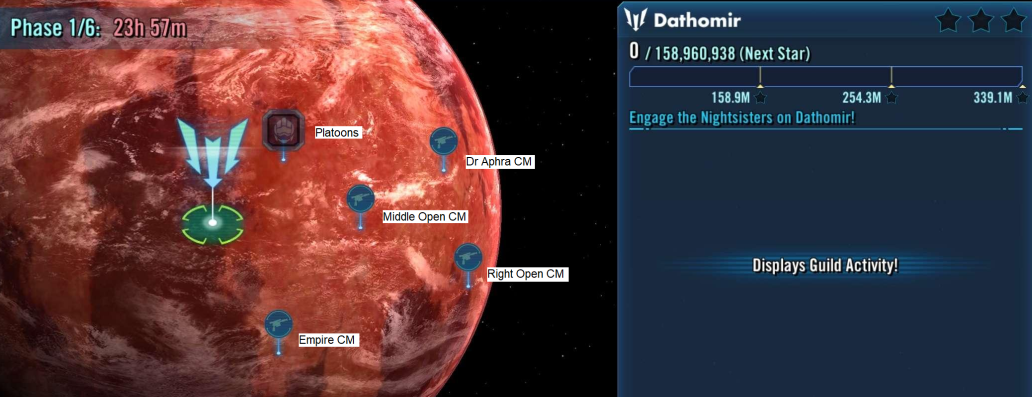 Phase 1/6: 23h 57m
Platoons
Dr Aphra CM
Middle Open CM
Right Open CM
Empire CM
Dathomir
0 / 158,960,938 (Next Star)
158.9M 254.3M 339.1M
Engage the Nightsisters on Dathomir!
Displays Guild Activity!